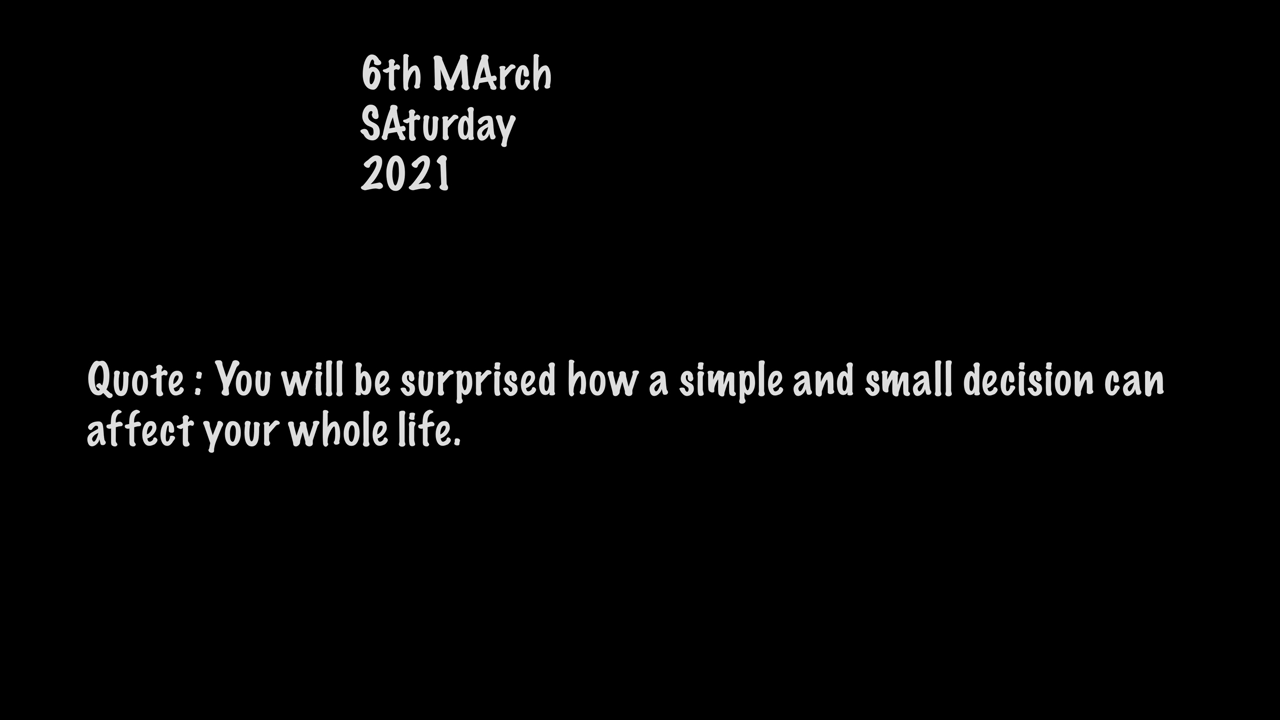 6th MArch
SAturday
2021
Quote : You will be surprised how a simple and small decision can
affect your whole life.